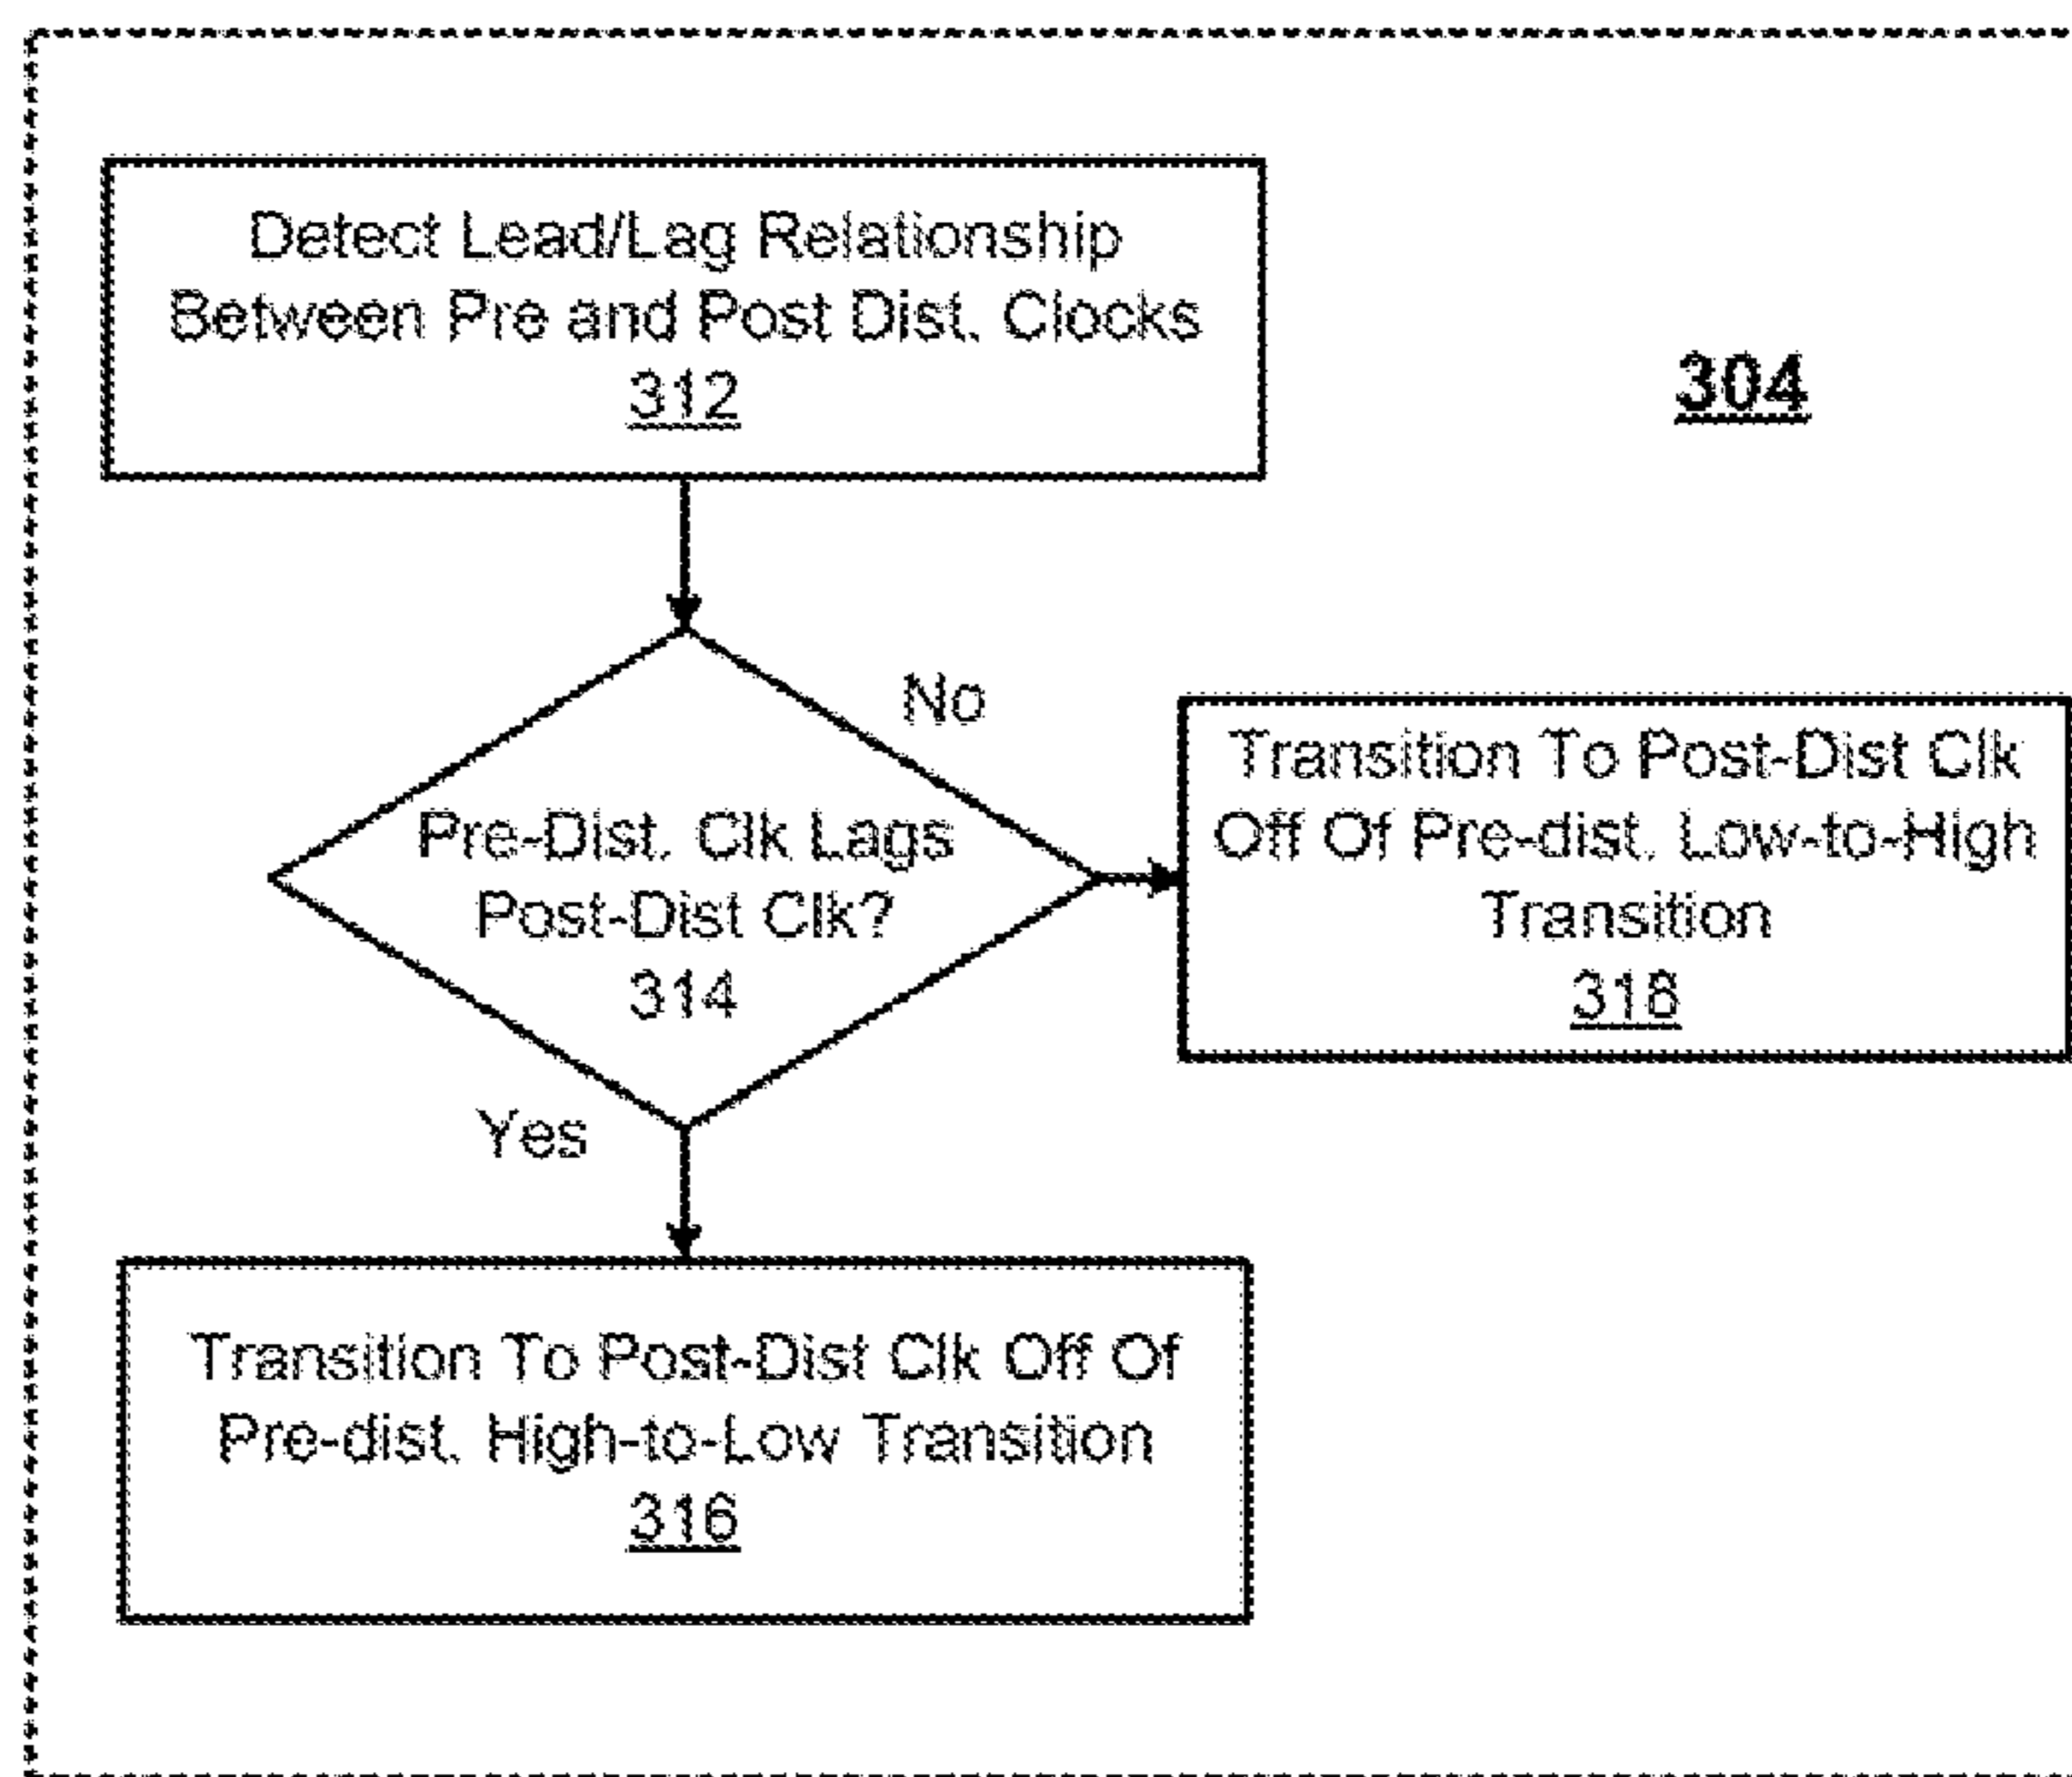 Detect Lead/Lag Relationship
Between Pre and Post Dist. Clocks
312
304
No
Pre-Dist. Clk Lags
Post-Dist Clk?
314
Transition To Post-Dist Clk
Off Of Pre-dist. Low-to-High
Transition
318
Yes
Transition To Post-Dist Clk Off Of
Pre-dist. High-to-Low Transition
316